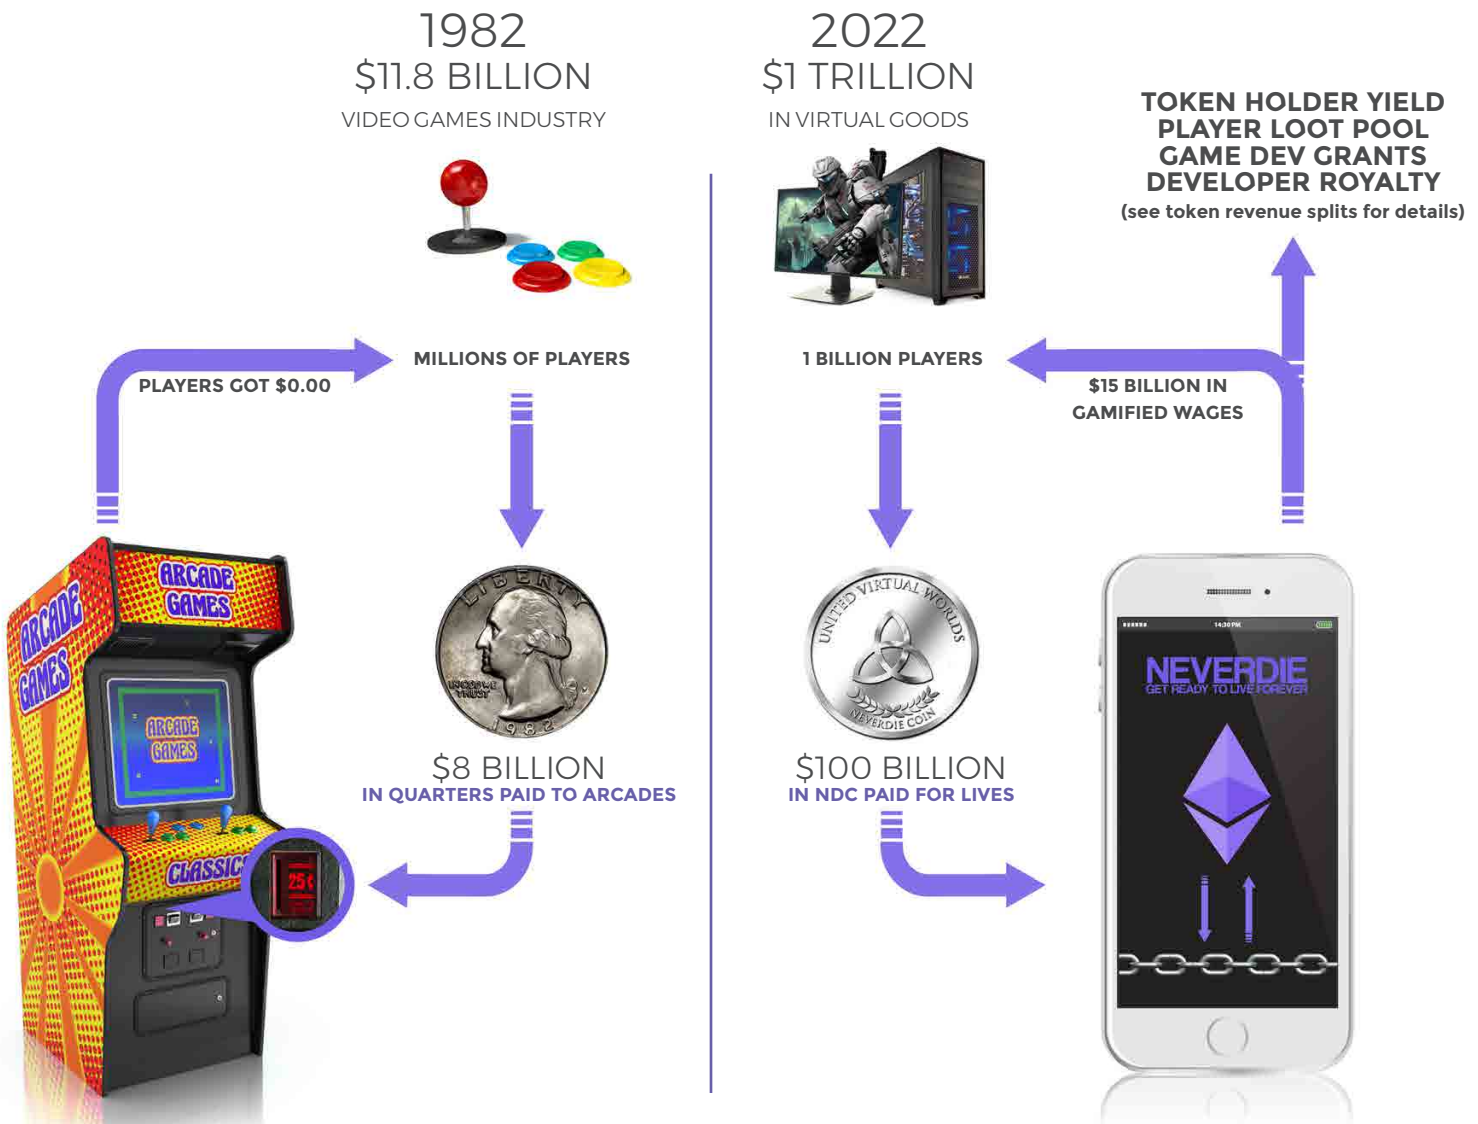 1982
$11.8 BILLION
VIDEO GAMES INDUSTRY
MILLIONS OF PLAYERS
PLAYERS GOT $0.00
ARCADE
GAMES
ARCADE
GAMES
ARCADE
GAMES
CLASSIC
25¢
LIBERTY
IN GOD WE
TRUST
1982
$8 BILLION
IN QUARTERS PAID TO ARCADES
2022
$1 TRILLION
IN VIRTUAL GOODS
1 BILLION PLAYERS
UNITED VIRTUAL WORLDS
NEVERDIE COIN
$100 BILLION
IN NDC PAID FOR LIVES
TOKEN HOLDER YIELD
PLAYER LOOT POOL
GAME DEV GRANTS
DEVELOPER ROYALTY
(see token revenue splits for details)
$15 BILLION IN
GAMIFIED WAGES
14:30 PM
NEVERDIE
GET READY TO LIVE FOREVER